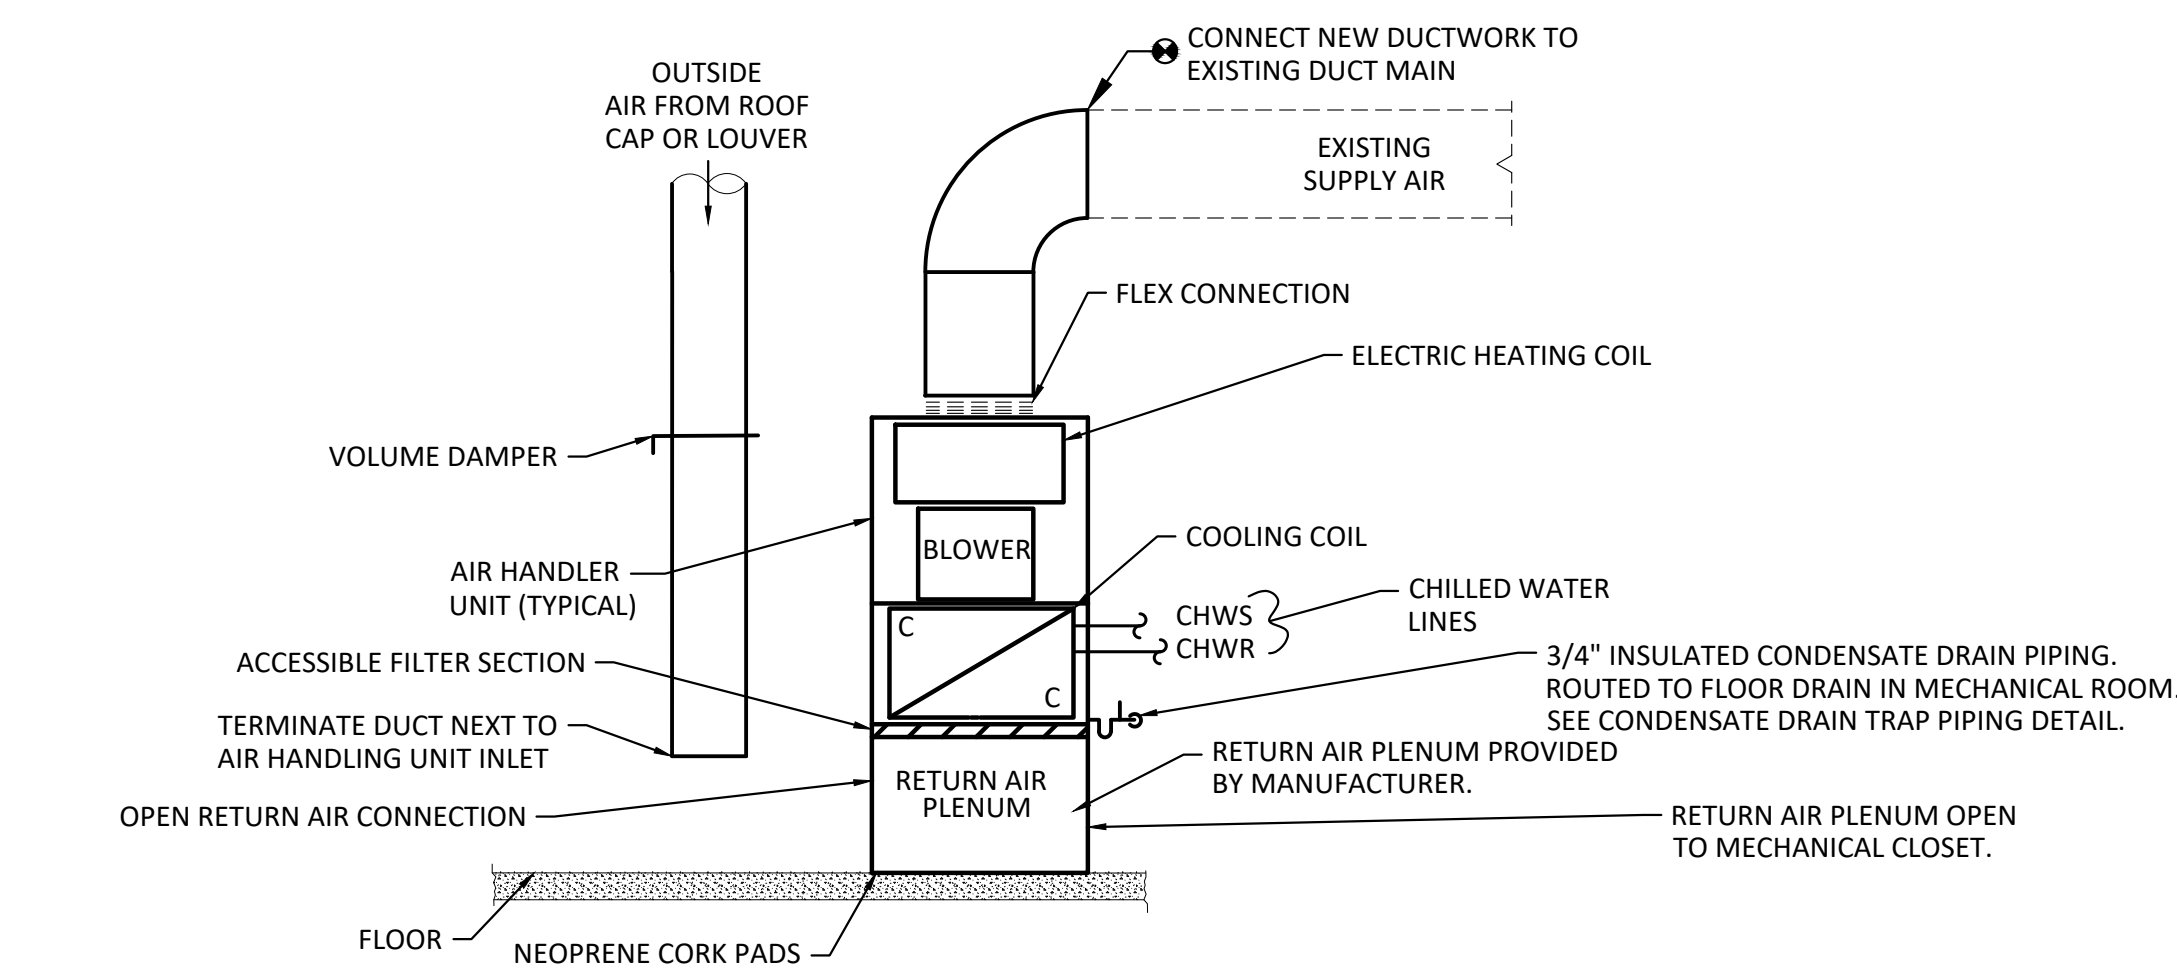 CONNECT NEW DUCTWORK TO
EXISTING DUCT MAIN
OUTSIDE
AIR FROM ROOF
CAP OR LOUVER
EXISTING
SUPPLY AIR
FLEX CONNECTION
ELECTRIC HEATING COIL
VOLUME DAMPER
BLOWER
COOLING COIL
AIR HANDLER
UNIT (TYPICAL)
CHILLED WATER
LINES
CHWS
CHWR
C
C
ACCESSIBLE FILTER SECTION
3/4" INSULATED CONDENSATE DRAIN PIPING.
ROUTED TO FLOOR DRAIN IN MECHANICAL ROOM.
SEE CONDENSATE DRAIN TRAP PIPING DETAIL.
TERMINATE DUCT NEXT TO
AIR HANDLING UNIT INLET
RETURN AIR PLENUM PROVIDED
BY MANUFACTURER.
RETURN AIR
PLENUM
OPEN RETURN AIR CONNECTION
RETURN AIR PLENUM OPEN
TO MECHANICAL CLOSET.
FLOOR
NEOPRENE CORK PADS